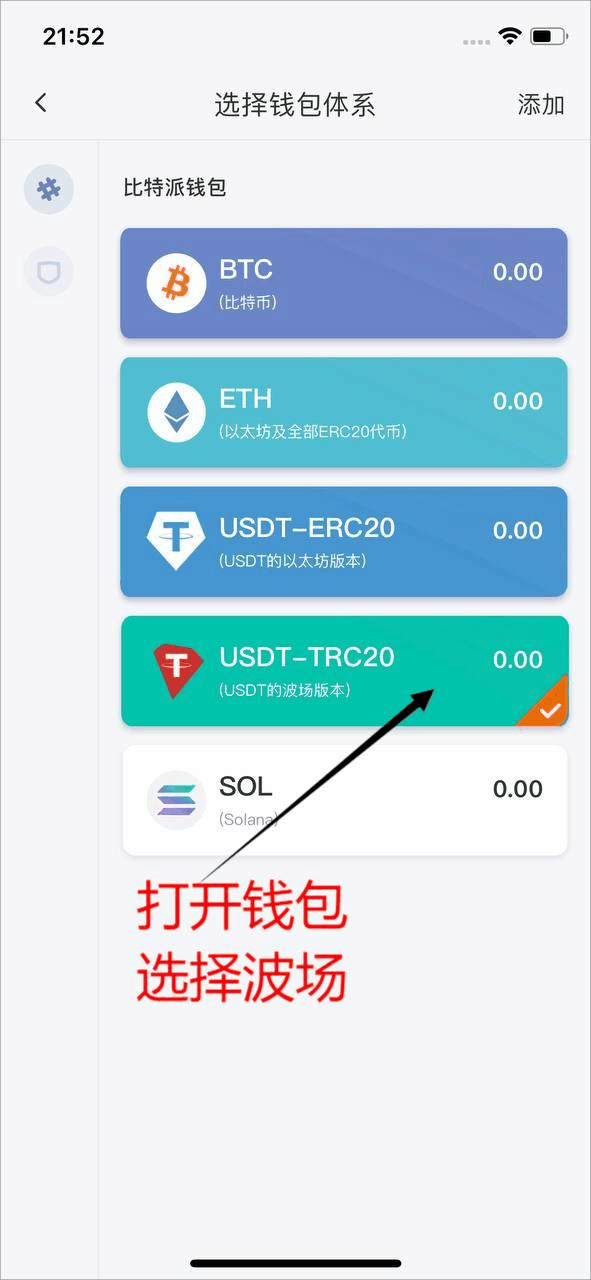 21:52
选择钱包体系
添加
比特派钱包
BTC
0.00
(比特币)
ETH
0.00
(以太坊及全部ERC20代币)
USDT-ERC20
0.00
(USDT的以太坊版本)
USDT-TRC20
0.00
(USDT的波场版本)
SOL
0.00
(Solana)
打开钱包
选择波场